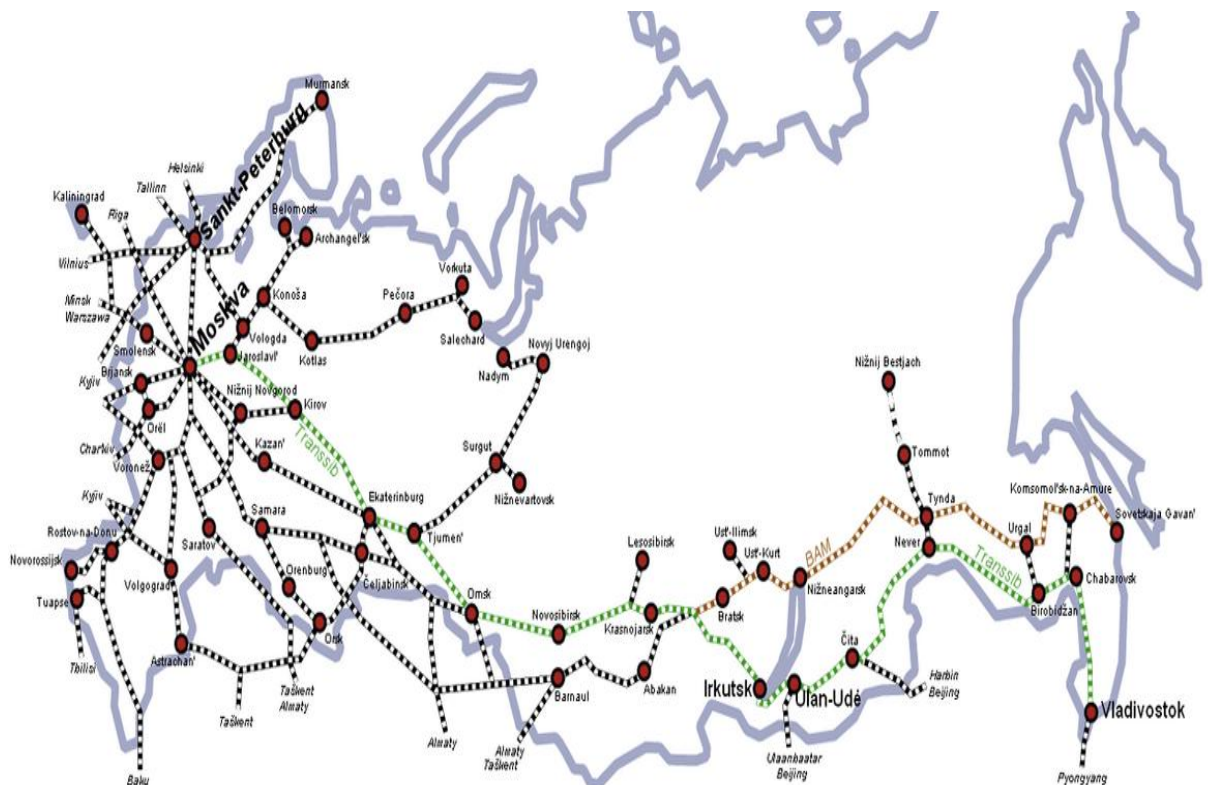 Murmansk
Sankt-Peterburg
Helsinki
Tallinn
Riga
Kaliningrad
Vilnius
Minsk
Warszawa
Belomorsk
Archangel'sk
Konoša
Vologda
Jaroslavl'
Moskva
Smolensk
Brjansk
Kyjiv
Orël
Char'kiv
Voronež
Kyjiv
Kotlas
Pečora
Vorkuta
Salechard
Nadym
Novyj Urengoj
Nižnij Novgorod
Kirov
Transsib
Kazan'
Surgut
Nižnevartovsk
Ekaterinburg
Tjumen'
Samara
Saratov
Rostov-na-Donu
Novorossijsk
Tuapse
Tbilisi
Volgograd
Astrachan'
Baku
Orenburg
Orsk
Čeljabinsk
Taškent
Taškent
Almaty
Omsk
Almaty
Novosibirsk
Barnaul
Almaty
Taškent
Lesosibirsk
Krasnojarsk
Abakan
Ust'-Ilimsk
Ust'-Kurt
Bratsk
BAM
Nižneangarsk
Irkutsk
Ulan-Udé
Ulaanbaatar
Beijing
Čita
Harbin
Beijing
Nižnij Bestjach
Tommot
Tynda
Never
Transsib
Urgal
Birobidžan
Komsomol'sk-na-Amure
Sovetskaja Gavan'
Chabarovsk
Vladivostok
Pyongyang